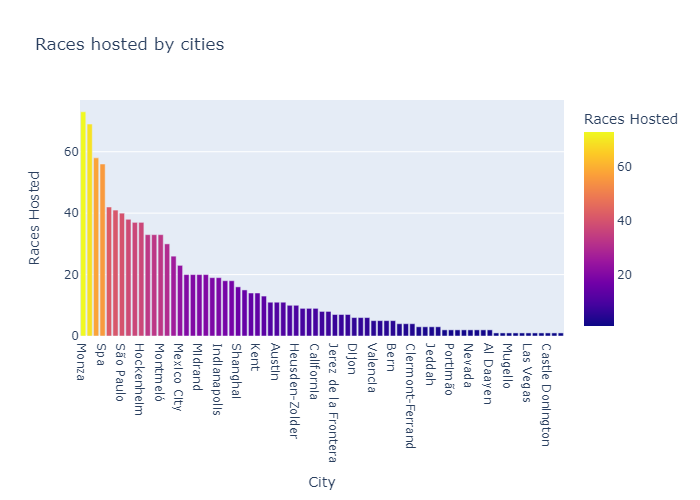 Races hosted by cities
Races Hosted
60
40
20
0
Races Hosted
60
40
20
Monza
Spa
São Paulo
Hockenheim
Montmeló
Mexico City
Midrand
Indianapolis
Shanghai
Kent
Austin
Heusden-Zolder
California
Jerez de la Frontera
Dijon
Valencia
Bern
Clermont-Ferrand
Jeddah
Portimão
Nevada
Al Daayen
Mugello
Las Vegas
Castle Donington
City